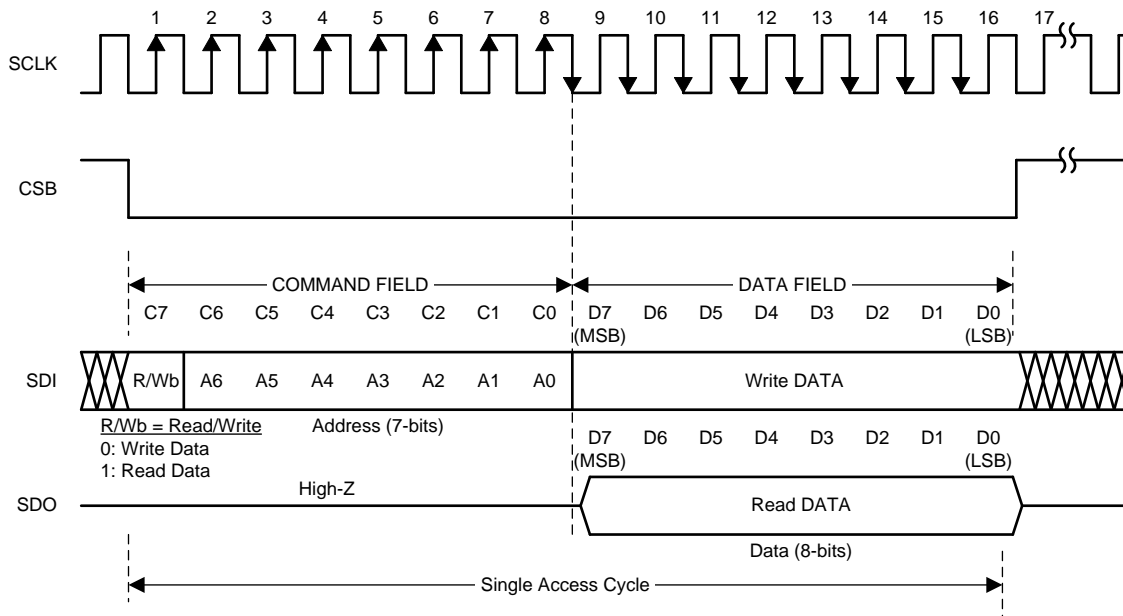 1 2 3 4 5 6 7 8 9 10 11 12 13 14 15 16 17
SCLK
CSB
COMMAND FIELD DATA FIELD
C7 C6 C5 C4 C3 C2 C1 C0 D7 D6 D5 D4 D3 D2 D1 D0
(MSB) (LSB)
SDI R/Wb A6 A5 A4 A3 A2 A1 A0 Write DATA
R/Wb = Read/Write Address (7-bits)
0: Write Data
1: Read Data
D7 D6 D5 D4 D3 D2 D1 D0
(MSB) (LSB)
High-Z
SDO Read DATA
Data (8-bits)
Single Access Cycle